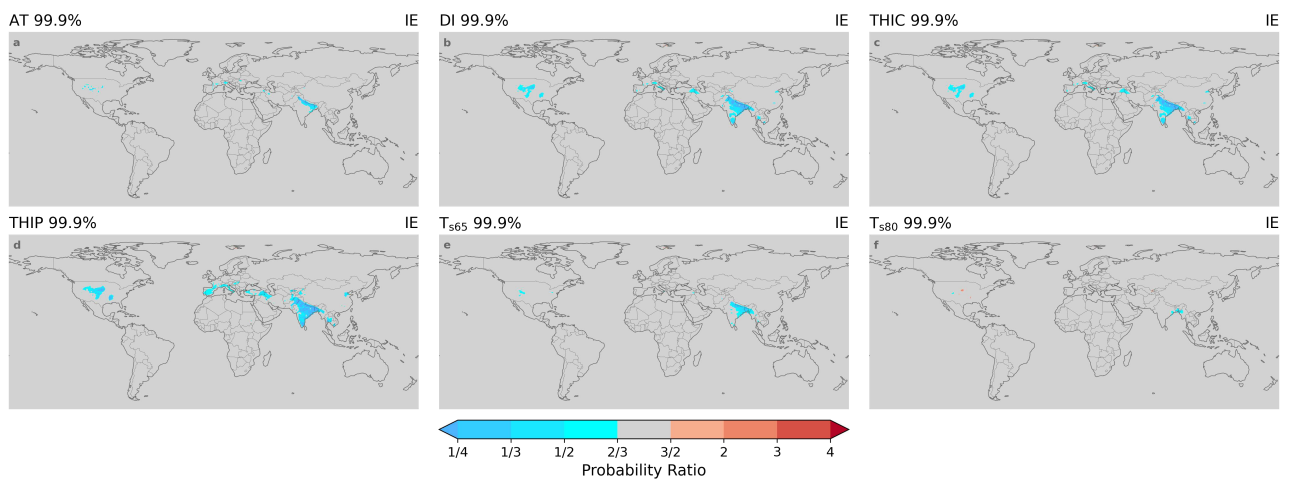 AT 99.9% IE
DI 99.9% IE
THIC 99.9% IE
a
b
c
THIP 99.9% IE
Ts65 99.9% IE
Ts80 99.9% IE
d
e
f
1/4 1/3 1/2 2/3 3/2 2 3 4
Probability Ratio